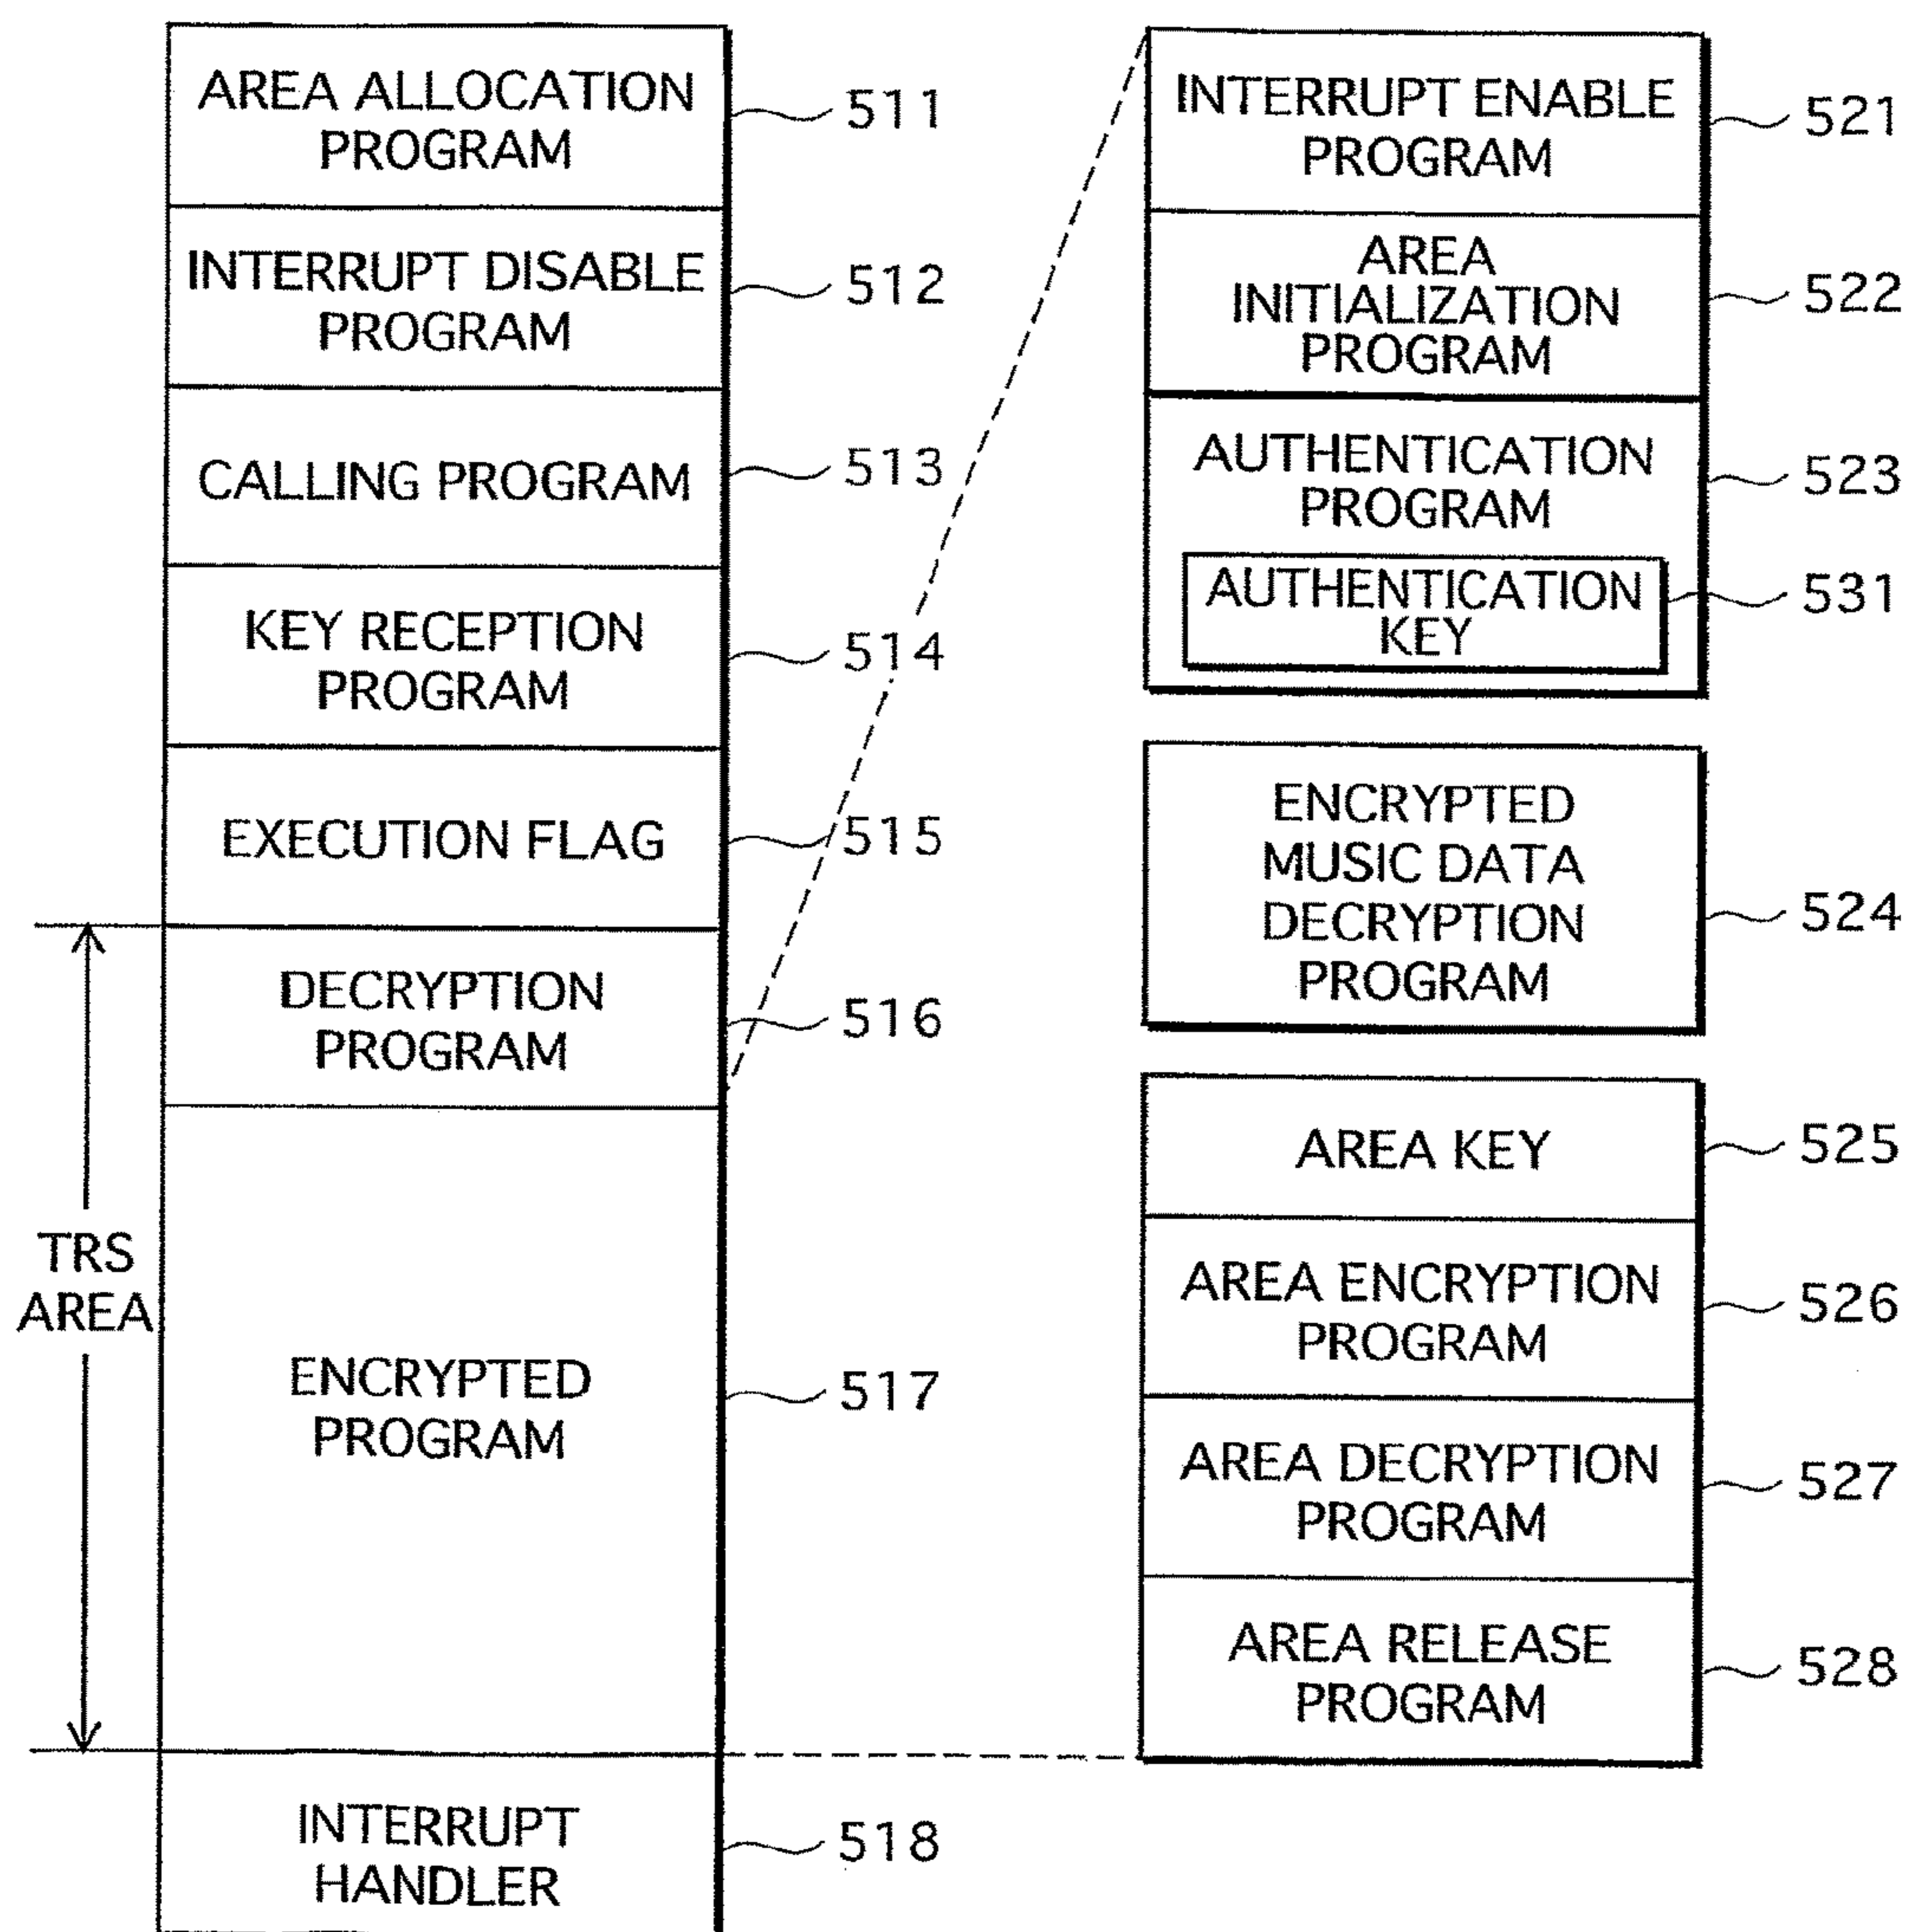 AREA ALLOCATION
PROGRAM
511
INTERRUPT DISABLE
PROGRAM
512
CALLING PROGRAM
513
KEY RECEPTION
PROGRAM
514
EXECUTION FLAG
515
DECRYPTION
PROGRAM
516
TRS
AREA
ENCRYPTED
PROGRAM
517
INTERRUPT
HANDLER
518
INTERRUPT ENABLE
PROGRAM
521
AREA
INITIALIZATION
PROGRAM
522
AUTHENTICATION
PROGRAM
523
AUTHENTICATION
KEY
531
ENCRYPTED
MUSIC DATA
DECRYPTION
PROGRAM
524
AREA KEY
525
AREA ENCRYPTION
PROGRAM
526
AREA DECRYPTION
PROGRAM
527
AREA RELEASE
PROGRAM
528